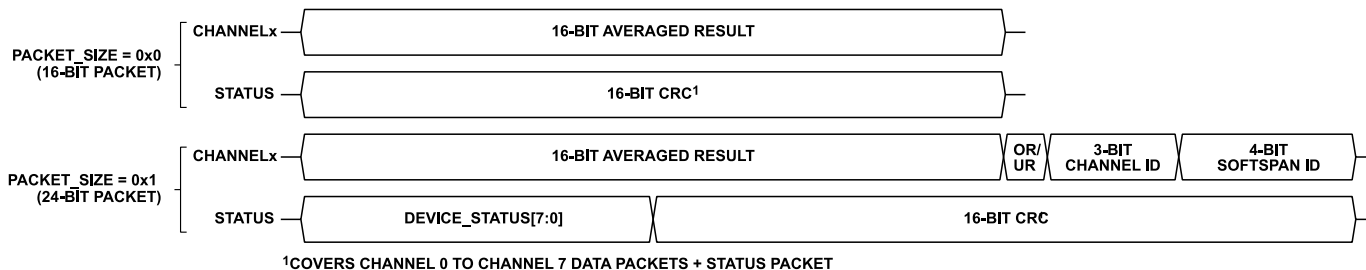 CHANNELx
16-BIT AVERAGED RESULT
PACKET_SIZE = 0x0
(16-BIT PACKET)
STATUS
16-BIT CRC1
CHANNELx
16-BIT AVERAGED RESULT
OR/
UR
3-BIT
CHANNEL ID
4-BIT
SOFTSPAN ID
PACKET_SIZE = 0x1
(24-BIT PACKET)
STATUS
DEVICE_STATUS[7:0]
16-BIT CRC
1COVERS CHANNEL 0 TO CHANNEL 7 DATA PACKETS + STATUS PACKET